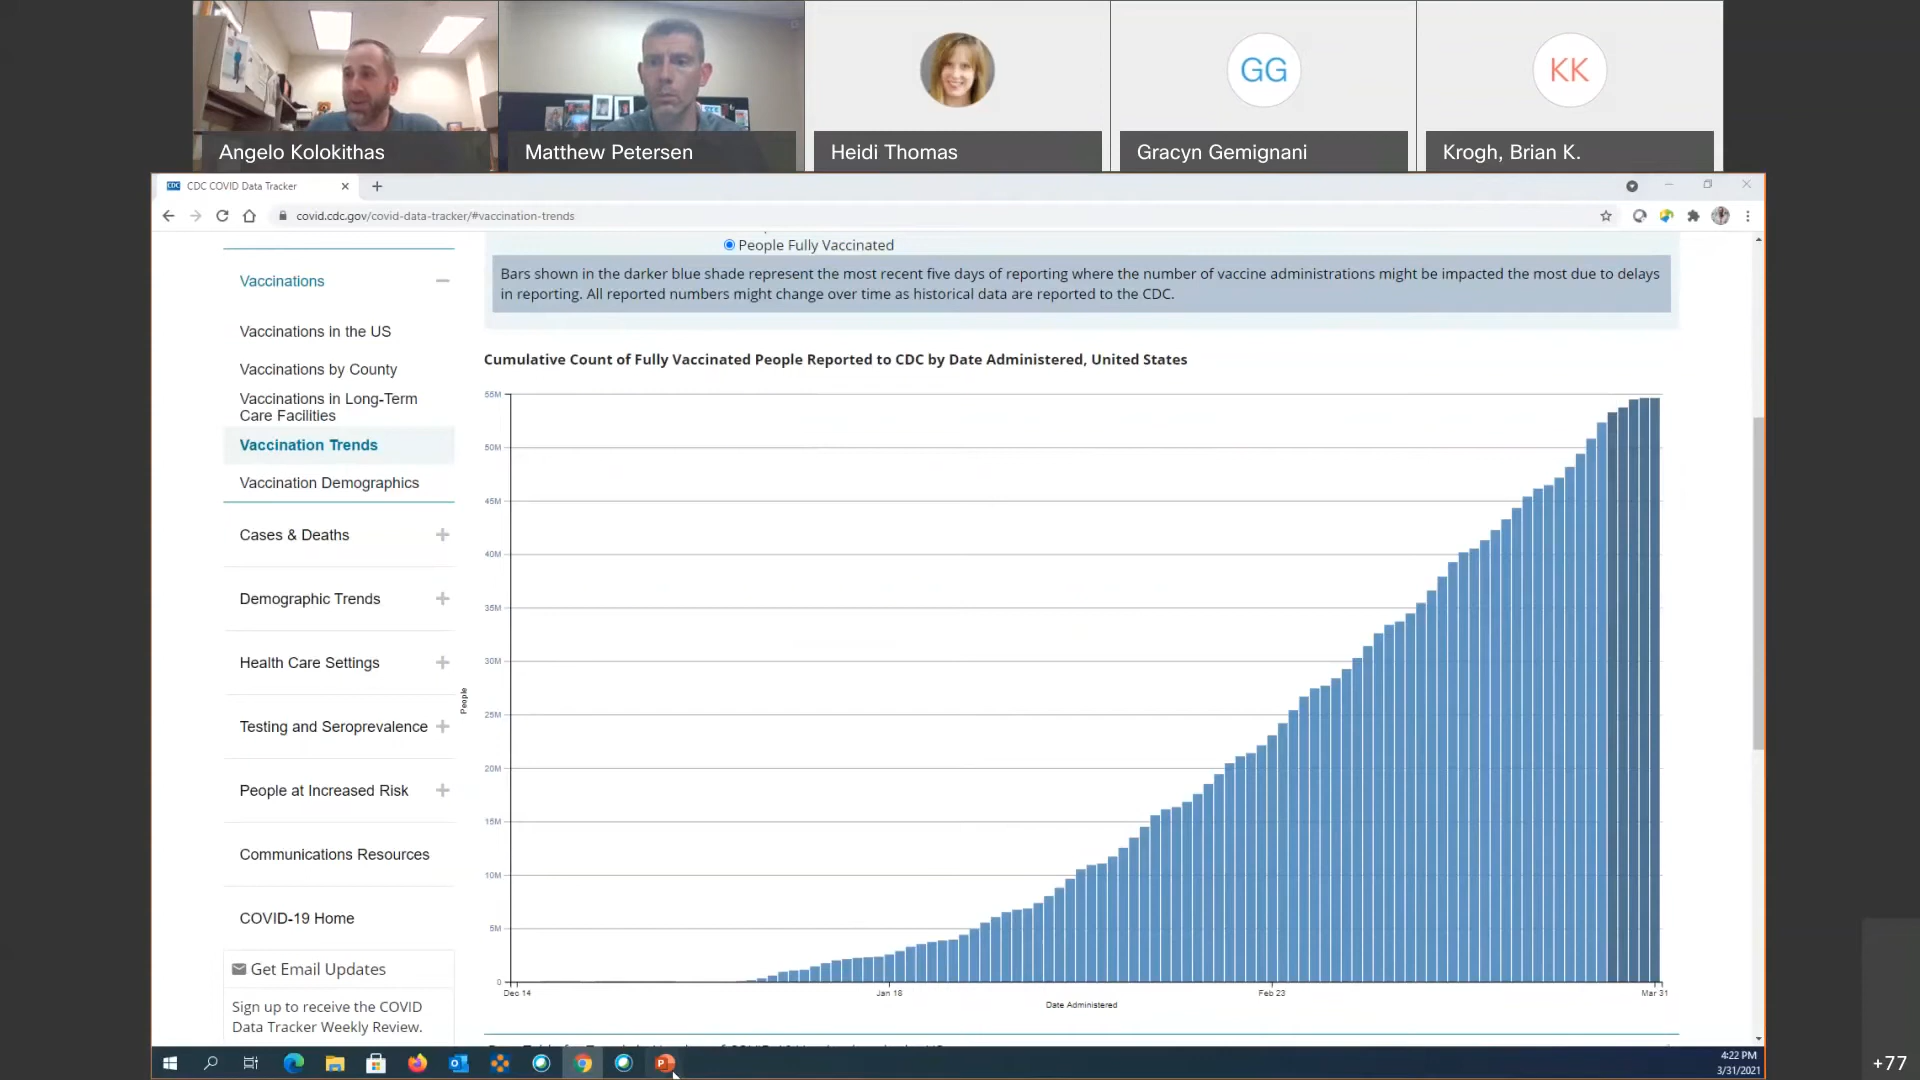 GG
KK
Angelo Kolokithas
Matthew Petersen
Heidi Thomas
Gracyn Gemignani
Krogh, Brian K.
CDC
CDC COVID Data Tracker
covid.cdc.gov/covid-data-tracker/#vaccination-trends
Vaccinations
Vaccinations in the US
Vaccinations by County
Vaccinations in Long-Term
Care Facilities
Vaccination Trends
Vaccination Demographics
Cases & Deaths
Demographic Trends
Health Care Settings
Testing and Seroprevalence
People at Increased Risk
Communications Resources
COVID-19 Home
Get Email Updates
Sign up to receive the COVID
Data Tracker Weekly Review.
People Fully Vaccinated
Bars shown in the darker blue shade represent the most recent five days of reporting where the number of vaccine administrations might be impacted the most due to delays
in reporting. All reported numbers might change over time as historical data are reported to the CDC.
Cumulative Count of Fully Vaccinated People Reported to CDC by Date Administered, United States
55M
50M
45M
40M
35M
30M
25M
20M
15M
10M
5M
0
People
Dec 14
Jan 18
Feb 23
Mar 31
Date Administered
4:22 PM
3/31/2021
+77